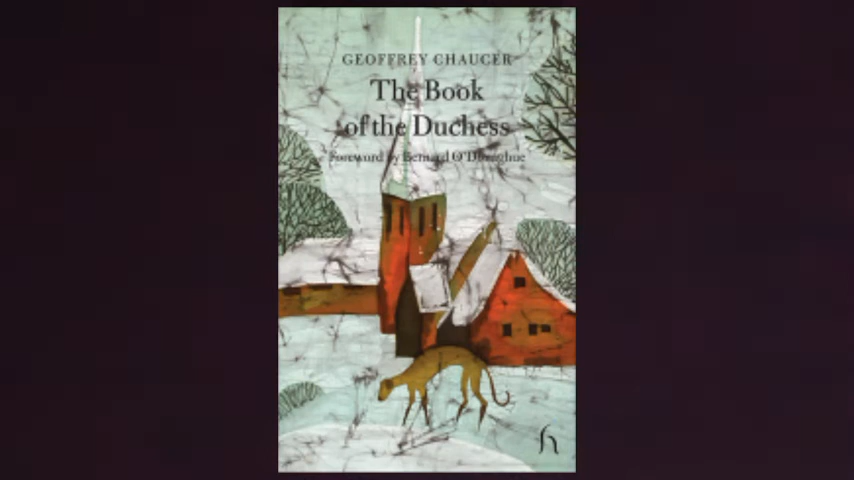 GEOFFREY CHAUCER
The Book
of the Duchess
Foreword by Bernard O'Donoghue
h